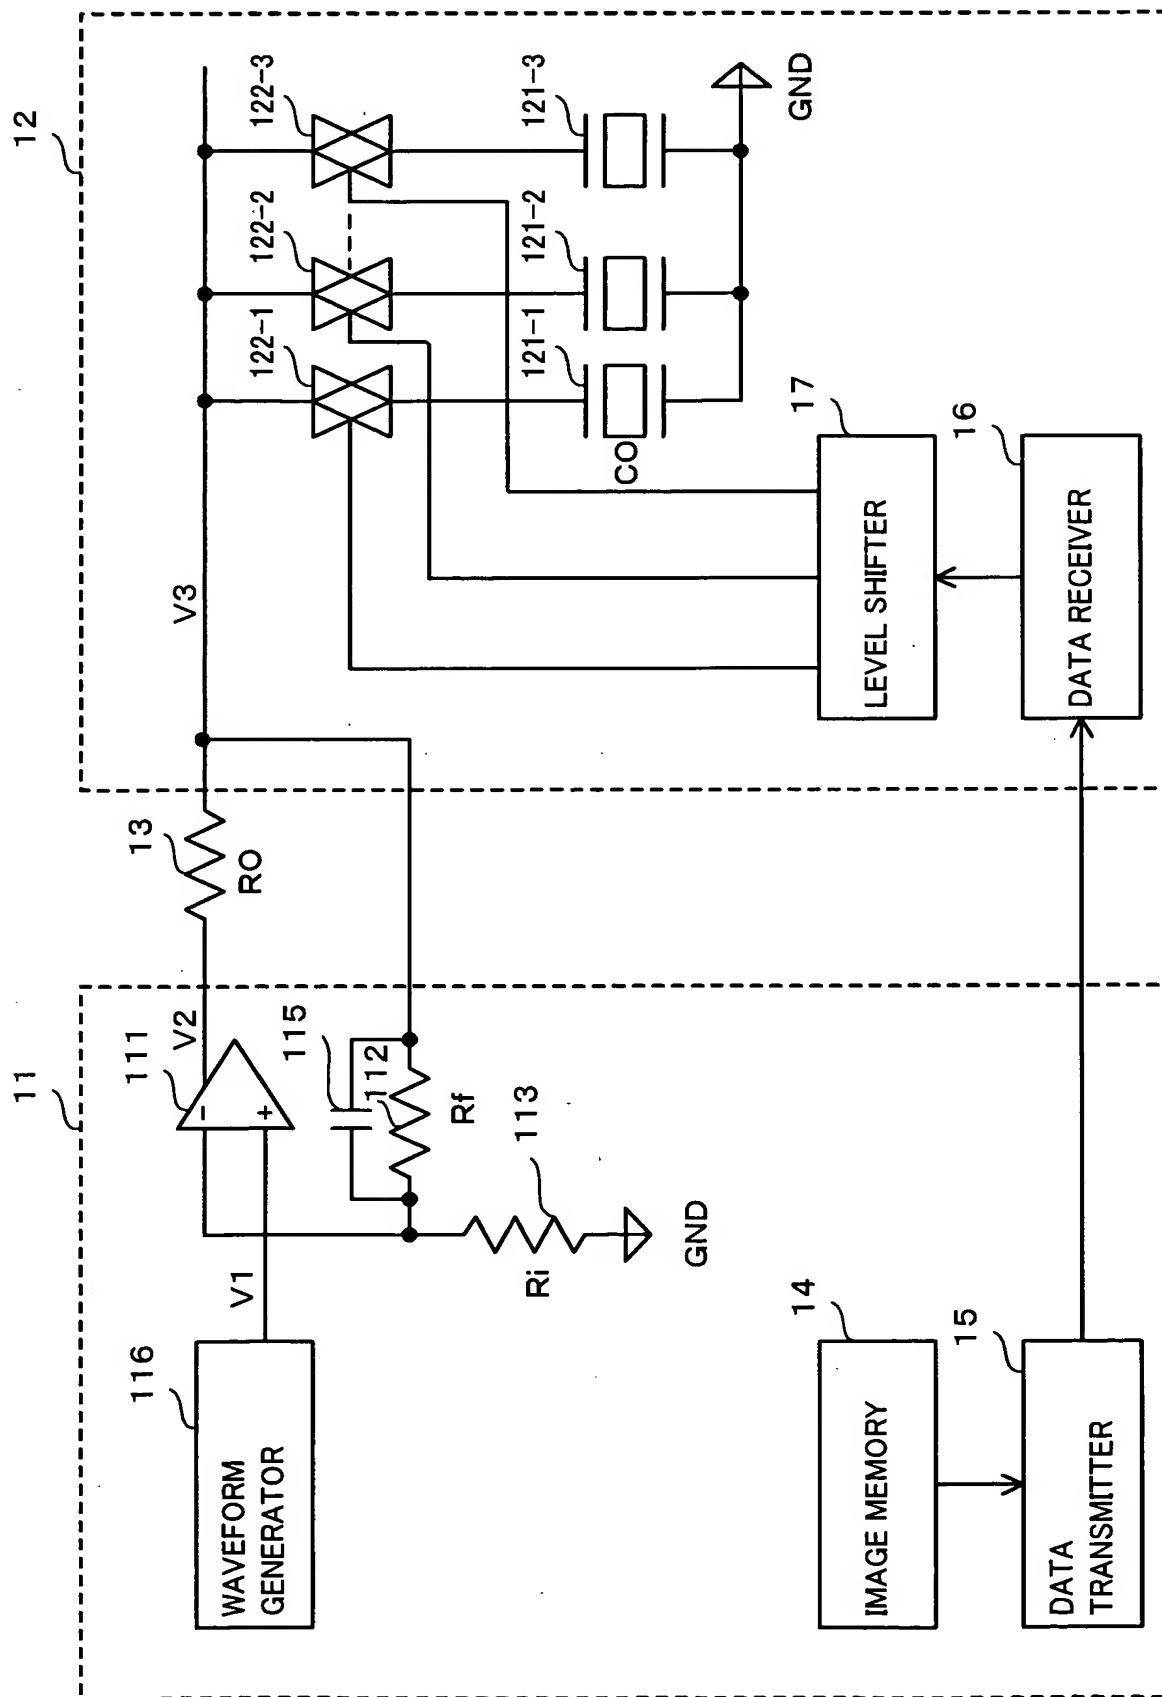 11
12
116
WAVEFORM
GENERATOR
V1
111
-
+
V2
13
RO
V3
115
112
Rf
113
Ri
GND
122-1
122-2
122-3
121-1
121-2
121-3
CO
GND
14
IMAGE MEMORY
15
DATA
TRANSMITTER
17
LEVEL SHIFTER
16
DATA RECEIVER